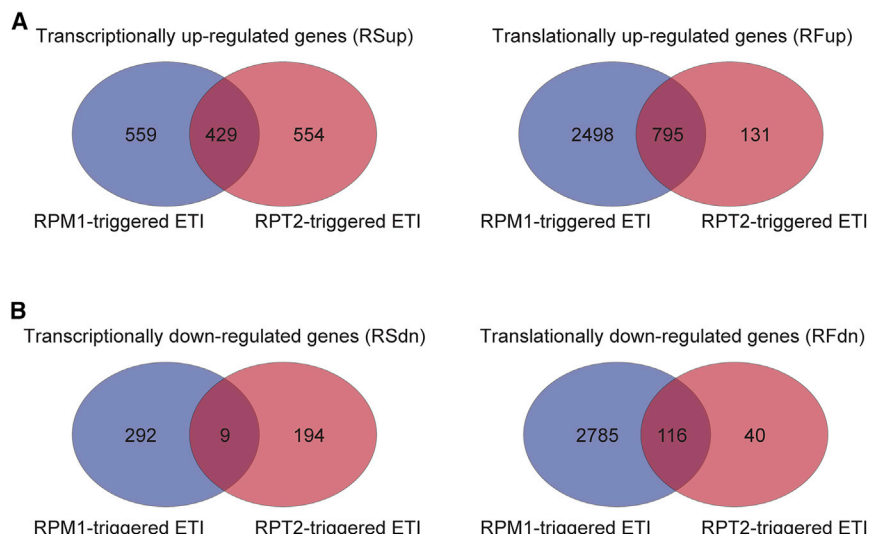 A
Transcriptionally up-regulated genes (RSup)
559 429 554
RPM1-triggered ETI RPT2-triggered ETI
Translationally up-regulated genes (RFup)
2498 795 131
RPM1-triggered ETI RPT2-triggered ETI
B
Transcriptionally down-regulated genes (RSdn)
292 9 194
RPM1-triggered ETI RPT2-triggered ETI
Translationally down-regulated genes (RFdn)
2785 116 40
RPM1-triggered ETI RPT2-triggered ETI